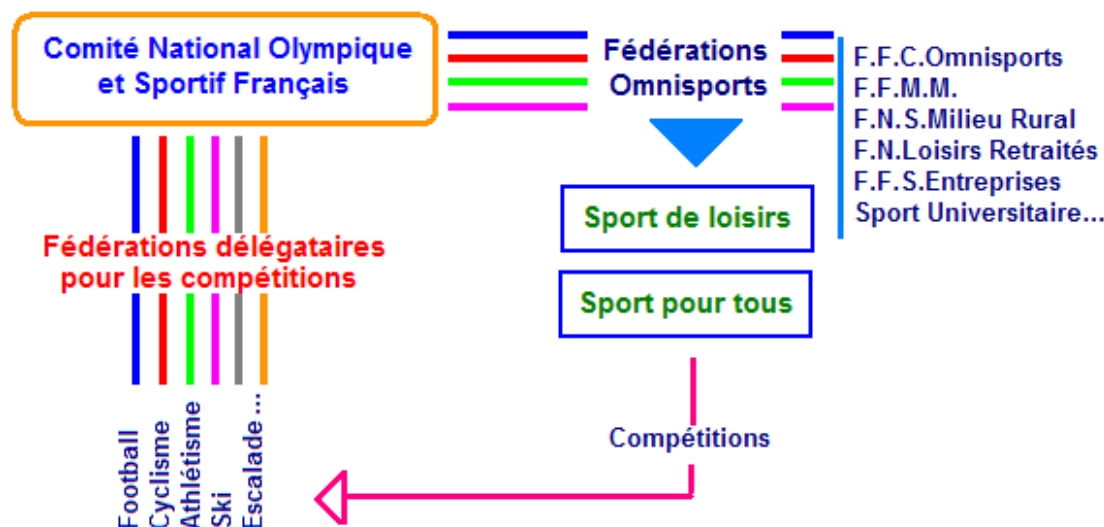 Comité National Olympique
et Sportif Français
Fédérations
Omnisports
F.F.C.Omnisports
F.F.M.M.
F.N.S.Milieu Rural
F.N.Loisirs Retraités
F.F.S.Entreprises
Sport Universitaire...
Sport de loisirs
Sport pour tous
Fédérations délégataires
pour les compétitions
Compétitions
Football
Cyclisme
Athlétisme
Ski
Escalade ...